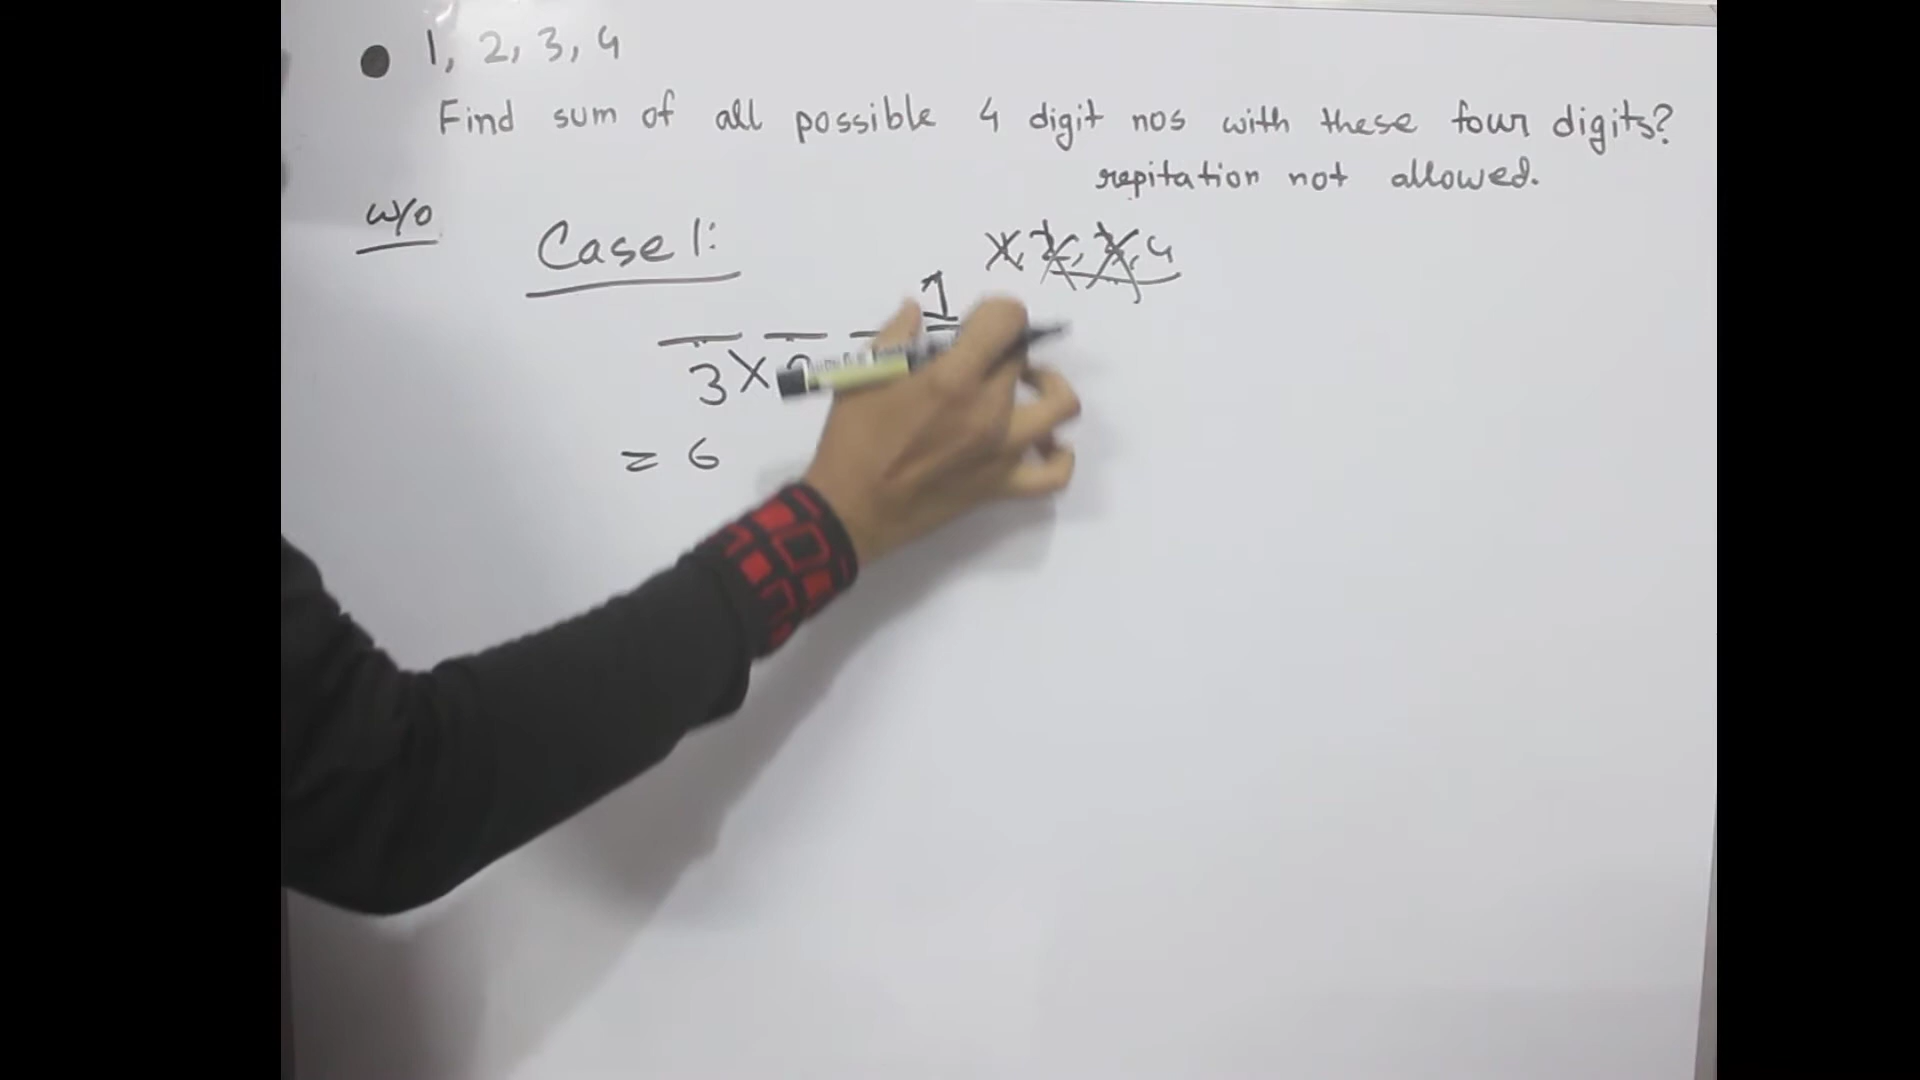 1, 2, 3, 4
Find sum of all possible 4 digit nos with these four digits?
repitation not allowed.
w/o
Case 1:
1
3 ×
= 6